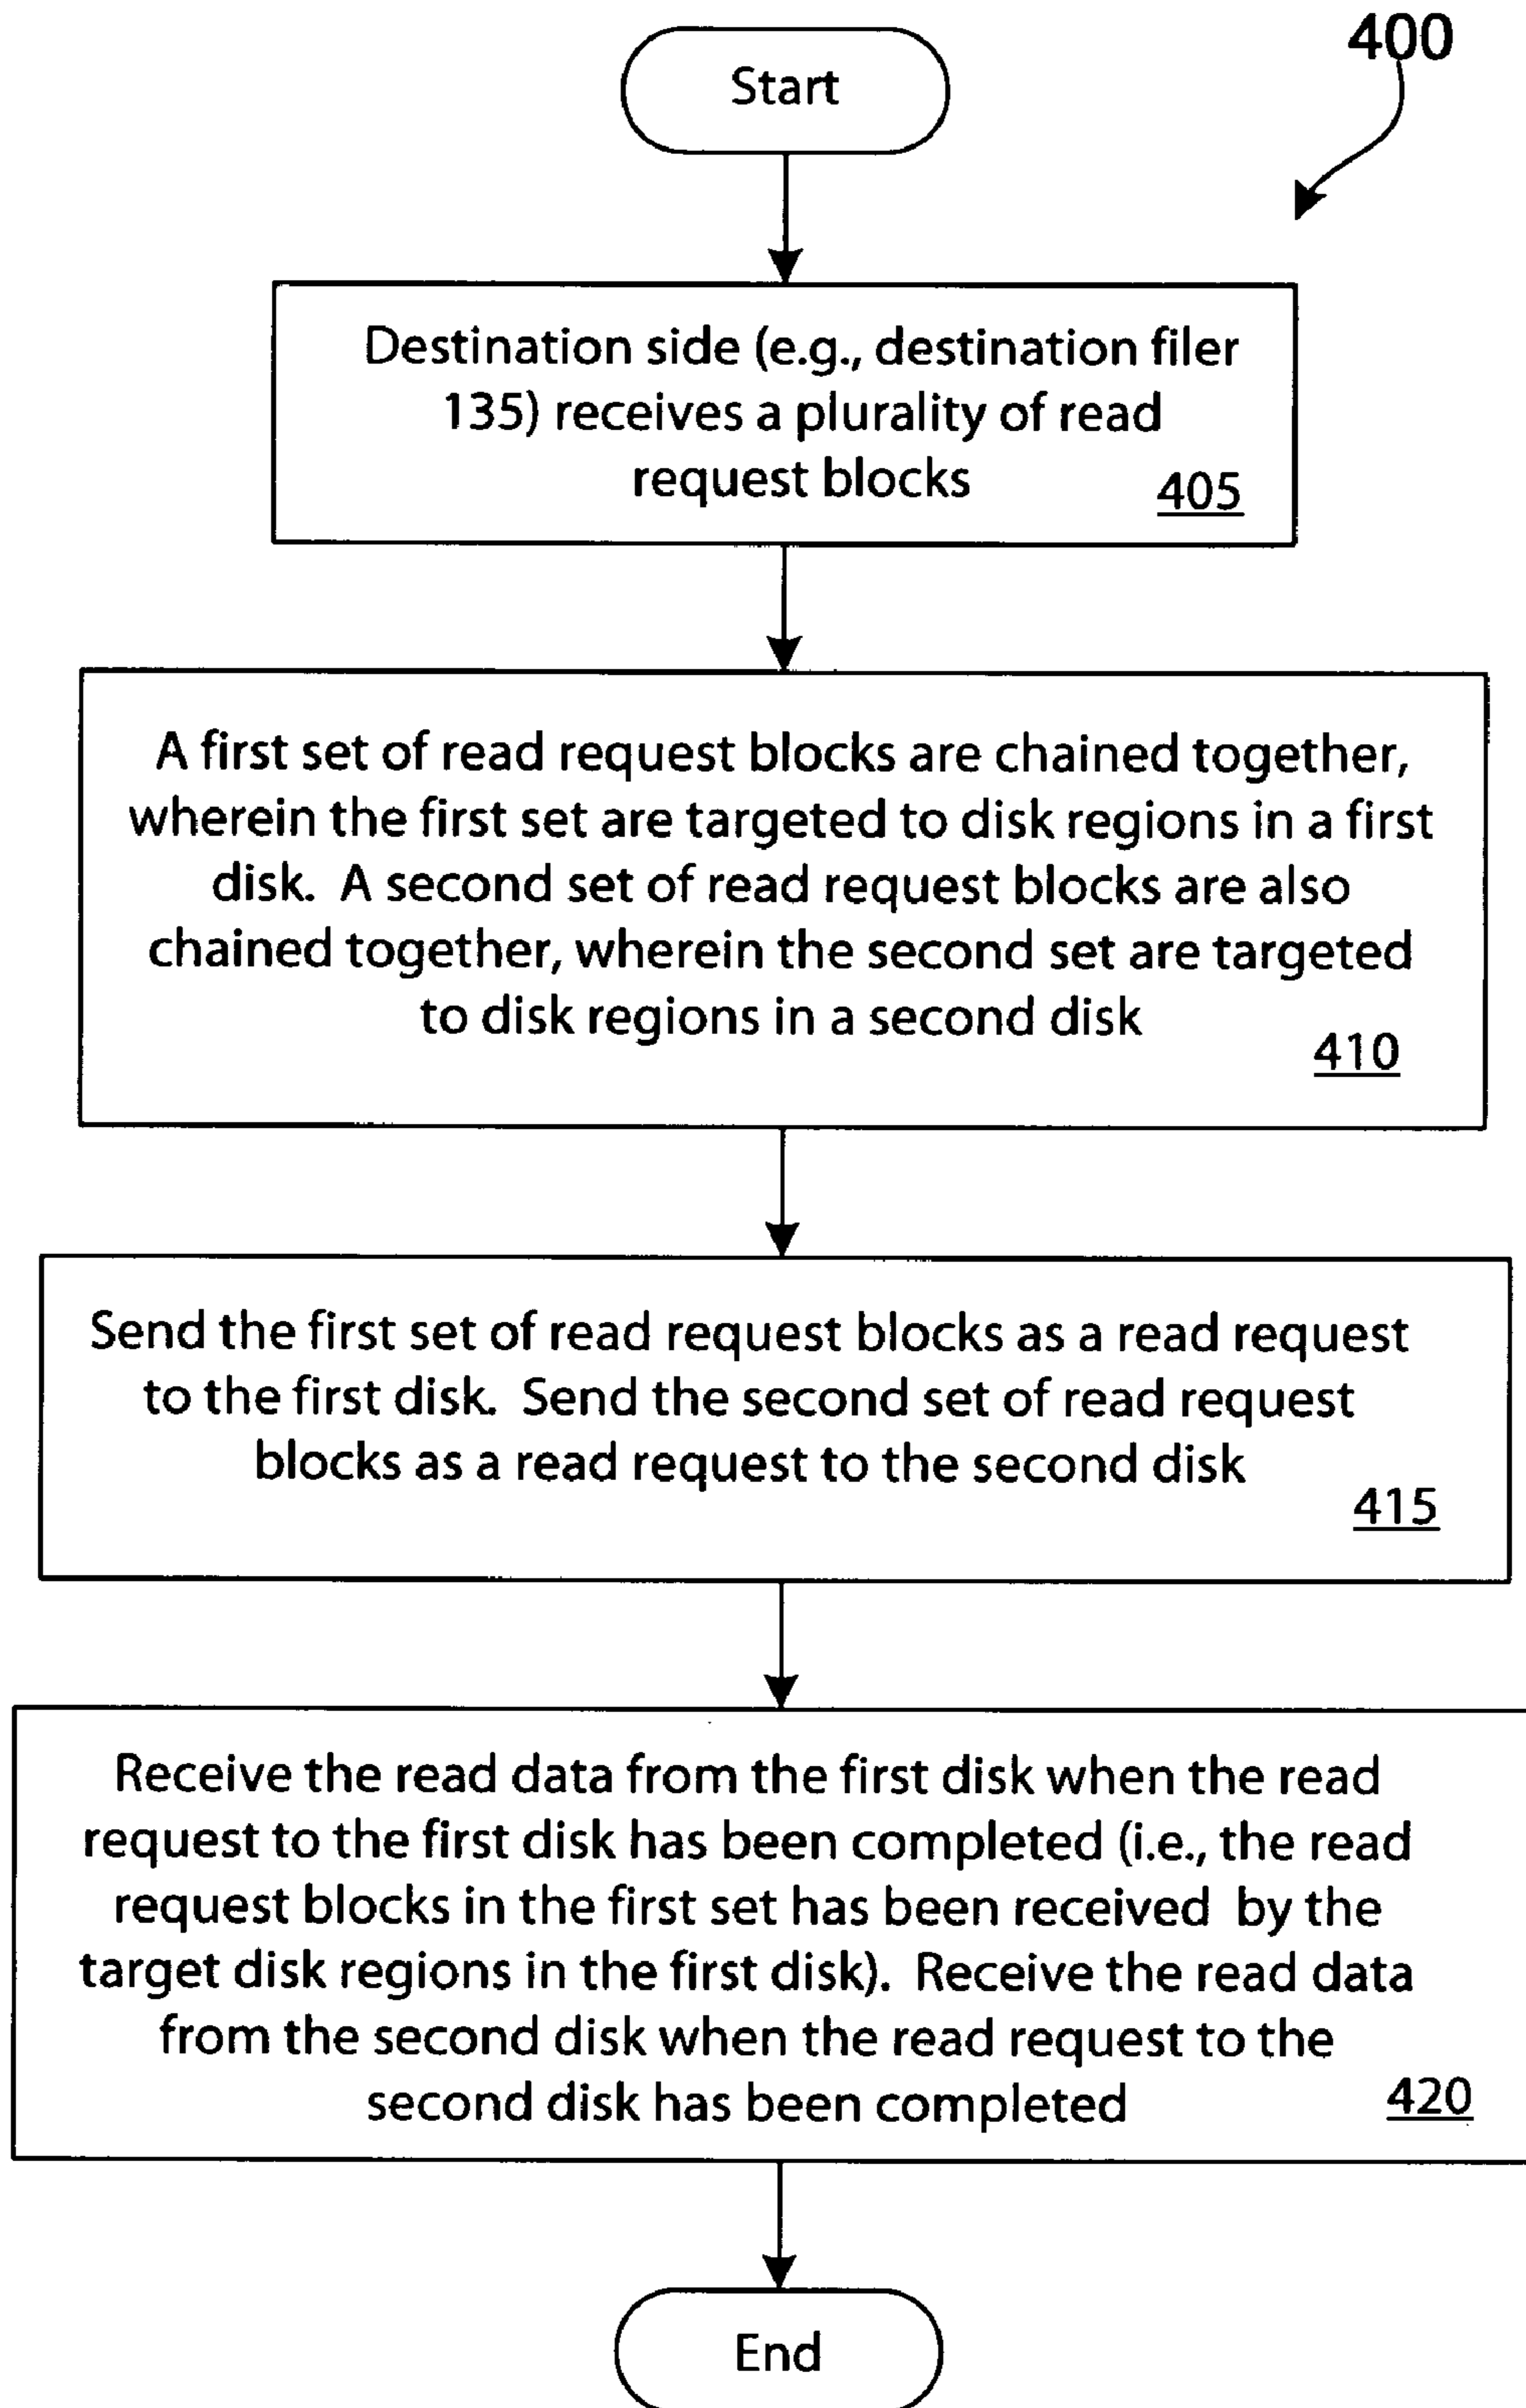 400
Start
Destination side (e.g., destination filer
135) receives a plurality of read
request blocks
405
A first set of read request blocks are chained together,
wherein the first set are targeted to disk regions in a first
disk. A second set of read request blocks are also
chained together, wherein the second set are targeted
to disk regions in a second disk
410
Send the first set of read request blocks as a read request
to the first disk. Send the second set of read request
blocks as a read request to the second disk
415
Receive the read data from the first disk when the read
request to the first disk has been completed (i.e., the read
request blocks in the first set has been received by the
target disk regions in the first disk). Receive the read data
from the second disk when the read request to the
second disk has been completed
420
End